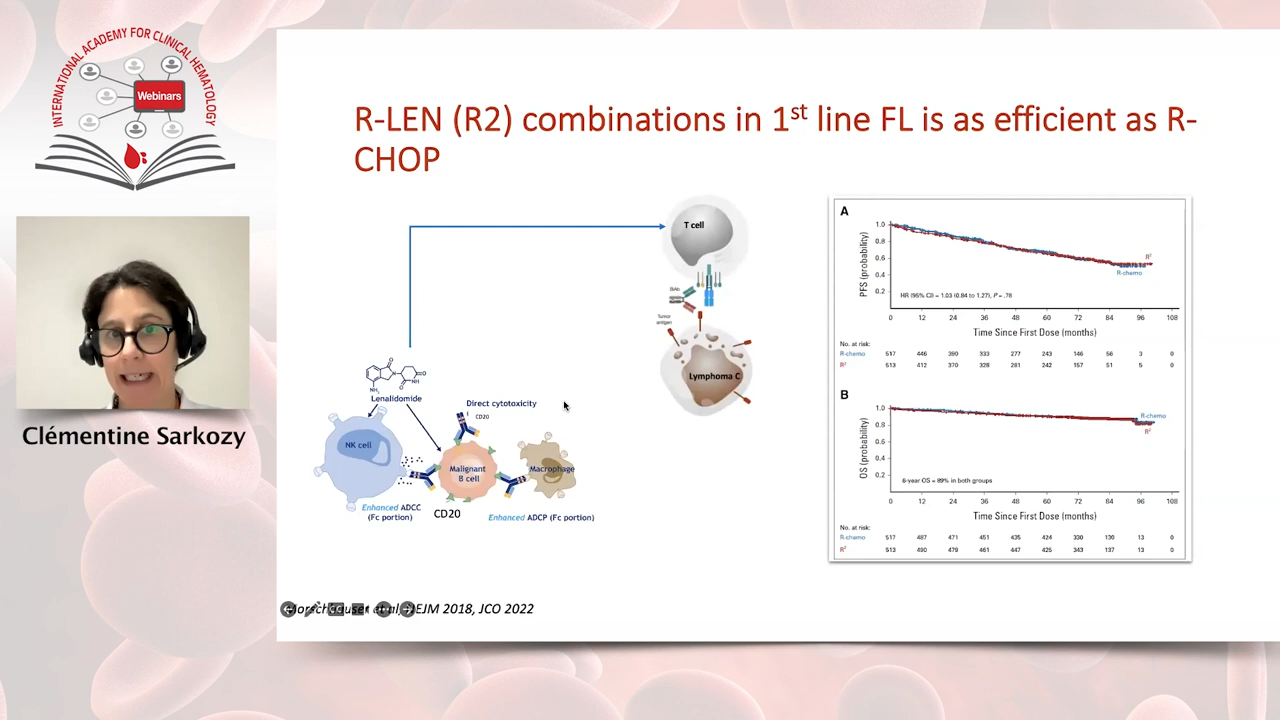 INTERNATIONAL ACADEMY FOR CLINICAL HEMATOLOGY
Webinars
Clémentine Sarkozy
R-LEN (R2) combinations in 1st line FL is as efficient as R-
CHOP
T cell
BsAb
Tumor
antigen
Lymphoma C
Lenalidomide
NH₂
NH
O
Direct cytotoxicity
CD20
NK cell
Malignant
B cell
Macrophage
Enhanced ADCC
(Fc portion)
CD20
Enhanced ADCP (Fc portion)
A
PFS (probability)
1.0
0.8
0.6
0.4
0.2
R²
R-chemo
HR (95% CI) = 1.03 (0.84 to 1.27), P = .78
0 12 24 36 48 60 72 84 96 108
Time Since First Dose (months)
No. at risk:
R-chemo 517 446 390 333 277 243 146 56 3 0
R² 513 412 370 328 281 242 157 51 5 0
B
OS (probability)
1.0
0.8
0.6
0.4
0.2
R-chemo
R²
6-year OS = 89% in both groups
0 12 24 36 48 60 72 84 96 108
Time Since First Dose (months)
No. at risk:
R-chemo 517 487 471 451 435 424 330 130 13 0
R² 513 490 479 461 447 425 343 137 13 0
Morschhauser et al, NEJM 2018, JCO 2022